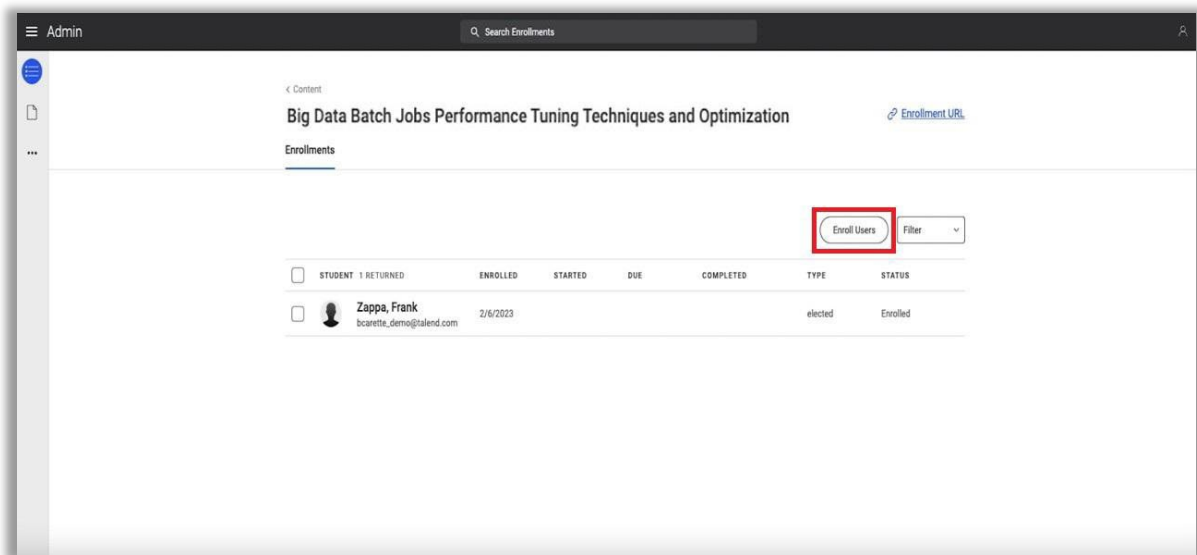 Admin
Search Enrollments
< Content
Big Data Batch Jobs Performance Tuning Techniques and Optimization
Enrollment URL
Enrollments
Enroll Users
Filter
STUDENT 1 RETURNED ENROLLED STARTED DUE COMPLETED TYPE STATUS
Zappa, Frank
bcarette_demo@talend.com 2/6/2023 elected Enrolled